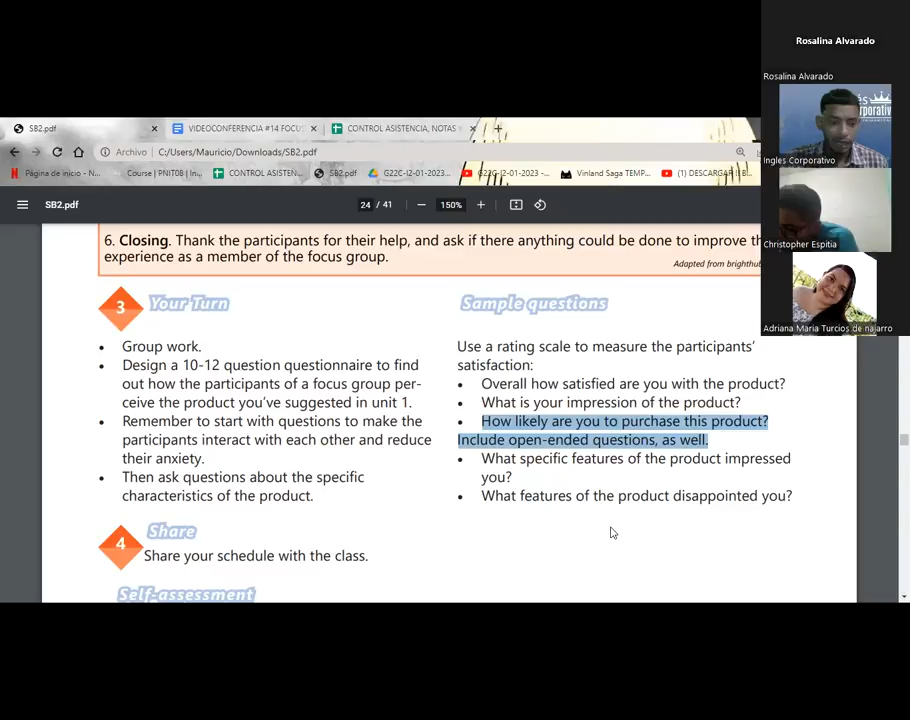 Rosalina Alvarado
Rosalina Alvarado
SB2.pdf
VIDEOCONFERENCIA #14 FOCU
CONTROL ASISTENCIA, NOTAS
Archivo
C:/Users/Mauricio/Downloads/SB2.pdf
Ingles Corporativo
Página de inicio - N...
Course | PNIT08 | In...
CONTROL ASISTEN...
SB2.pdf
G22C-I2-01-2023...
G22C-I2-01-2023 -...
Vinland Saga TEMP...
(1) DESCARGAR
SB2.pdf
24 / 41
150%
6. Closing. Thank the participants for their help, and ask if there anything could be done to improve th
experience as a member of the focus group.
Adapted from brighthub
Christopher Espitia
3 Your Turn
Group work.
Design a 10-12 question questionnaire to find
out how the participants of a focus group per-
ceive the product you've suggested in unit 1.
Remember to start with questions to make the
participants interact with each other and reduce
their anxiety.
Then ask questions about the specific
characteristics of the product.
Sample questions
Use a rating scale to measure the participants'
satisfaction:
Overall how satisfied are you with the product?
What is your impression of the product?
How likely are you to purchase this product?
Include open-ended questions, as well.
What specific features of the product impressed
you?
What features of the product disappointed you?
Adriana Maria Turcios de najarro
4 Share
Share your schedule with the class.
Self-assessment